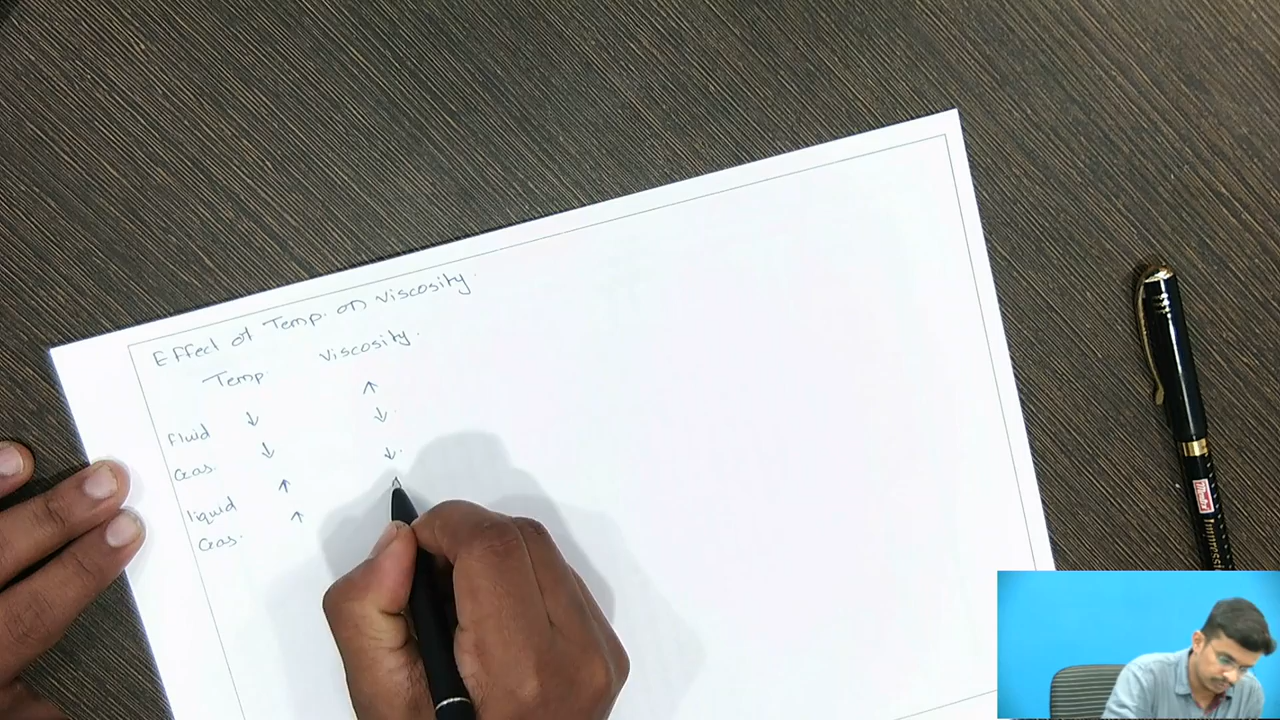 Effect of Temp. on Viscosity.
Temp. Viscosity.
Fluid ↓ ↑
Gas. ↓ ↓.
liquid ↑ ↓.
Gas. ↑ ↑